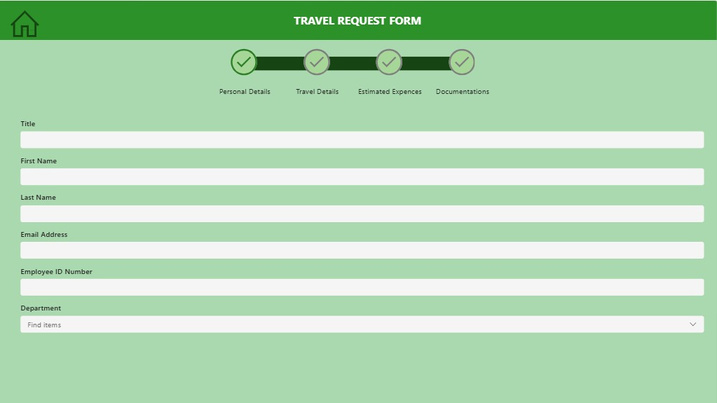 TRAVEL REQUEST FORM
Personal Details Travel Details Estimated Expences Documentations
Title
First Name
Last Name
Email Address
Employee ID Number
Department
Find items